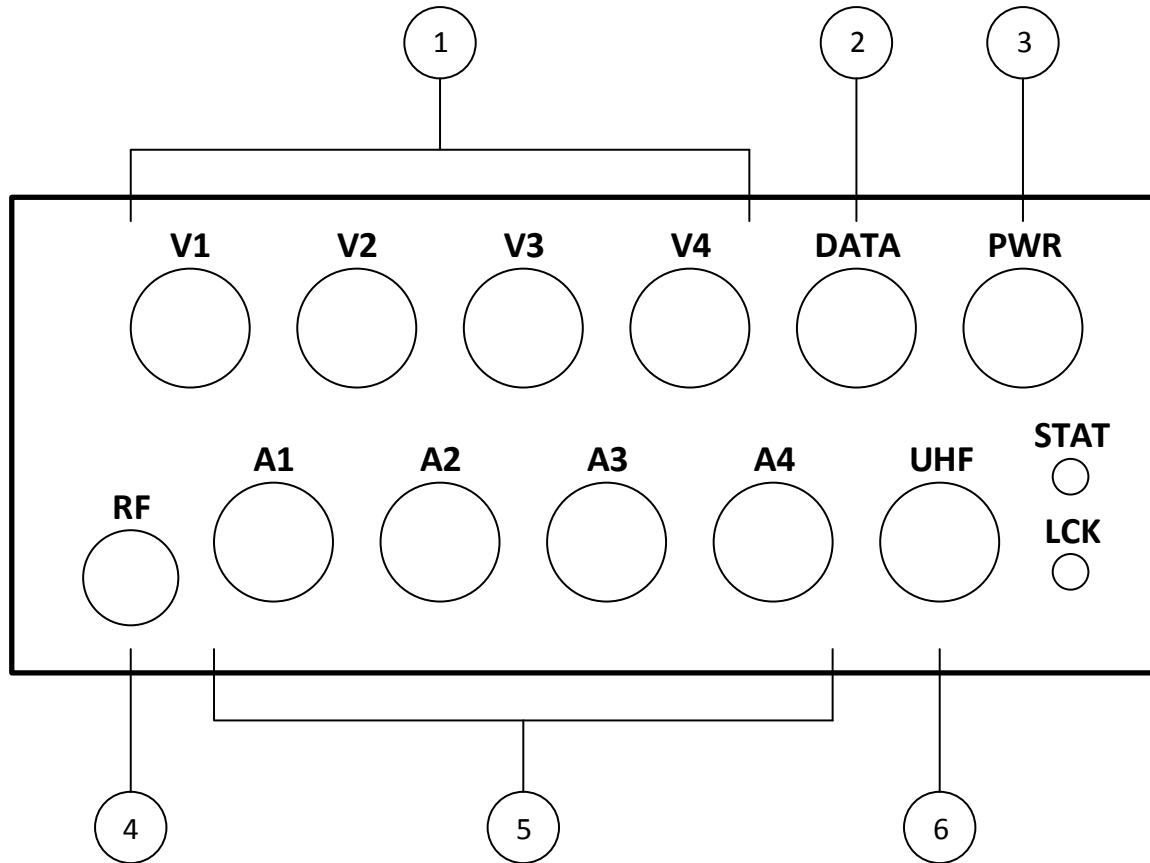 1 2 3
V1 V2 V3 V4 DATA PWR
STAT
A1 A2 A3 A4 UHF
RF
LCK
4 5 6